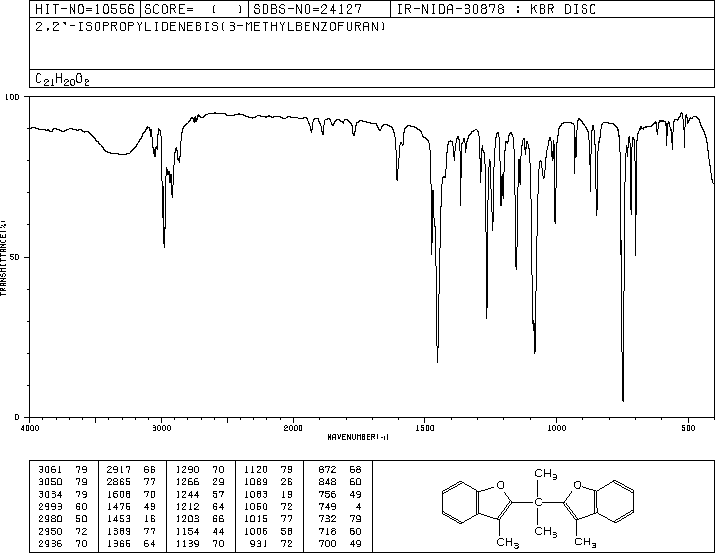 HIT-NO=10556 SCORE= ( ) SDBS-NO=24127 IR-NIDA-30878 : KBR DISC
2,2'-ISOPROPYLIDENEBIS(3-METHYLBENZOFURAN)
C21H20O2
100
50
0
TRANSMITTANCE(%)
4000 3000 2000 1500 1000 500
WAVENUMBER(-1)
3061 79 2917 66 1290 70 1120 79 872 68
3050 79 2865 77 1266 29 1089 26 848 60
3034 79 1608 70 1244 57 1083 19 756 49
2993 60 1476 49 1212 64 1050 72 749 4
2980 50 1453 16 1203 66 1015 77 732 79
2950 72 1389 77 1154 44 1006 58 718 60
2936 70 1366 64 1139 70 931 72 700 49
CH3
O C O
CH3 CH3 CH3